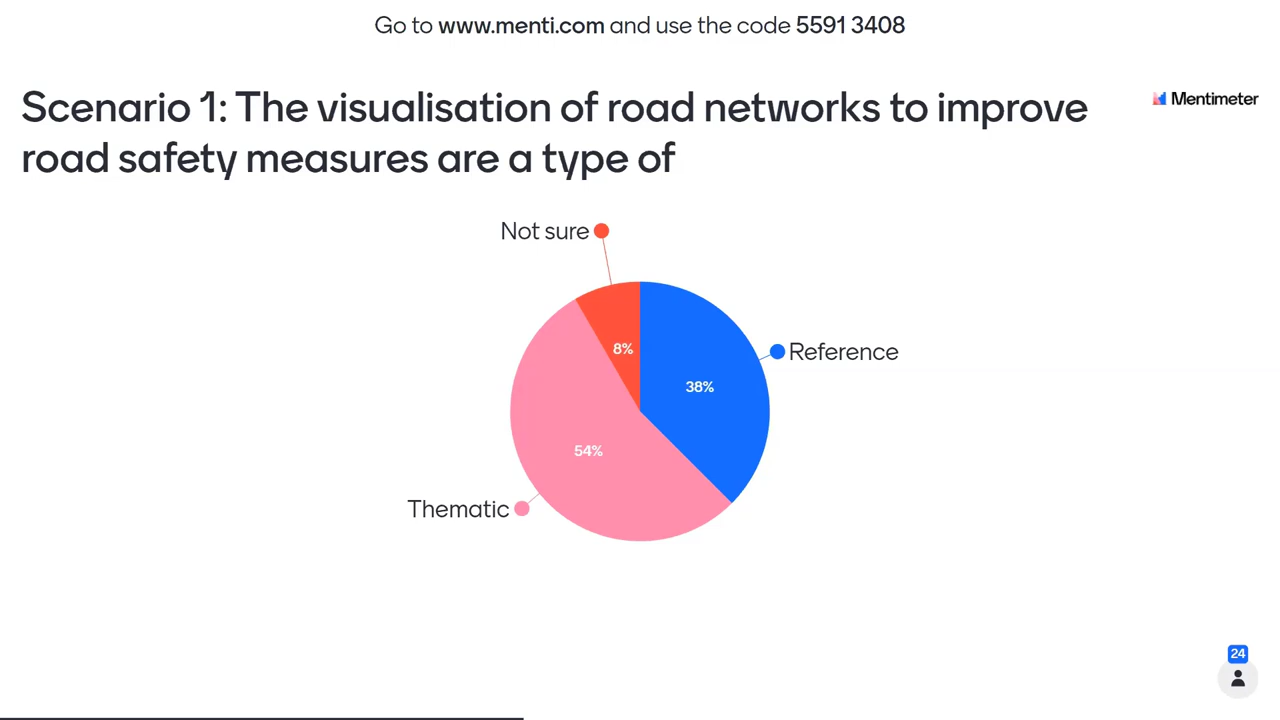 Go to www.menti.com and use the code 5591 3408
Scenario 1: The visualisation of road networks to improve
road safety measures are a type of
Mentimeter
Not sure
8%
Reference
38%
54%
Thematic
24